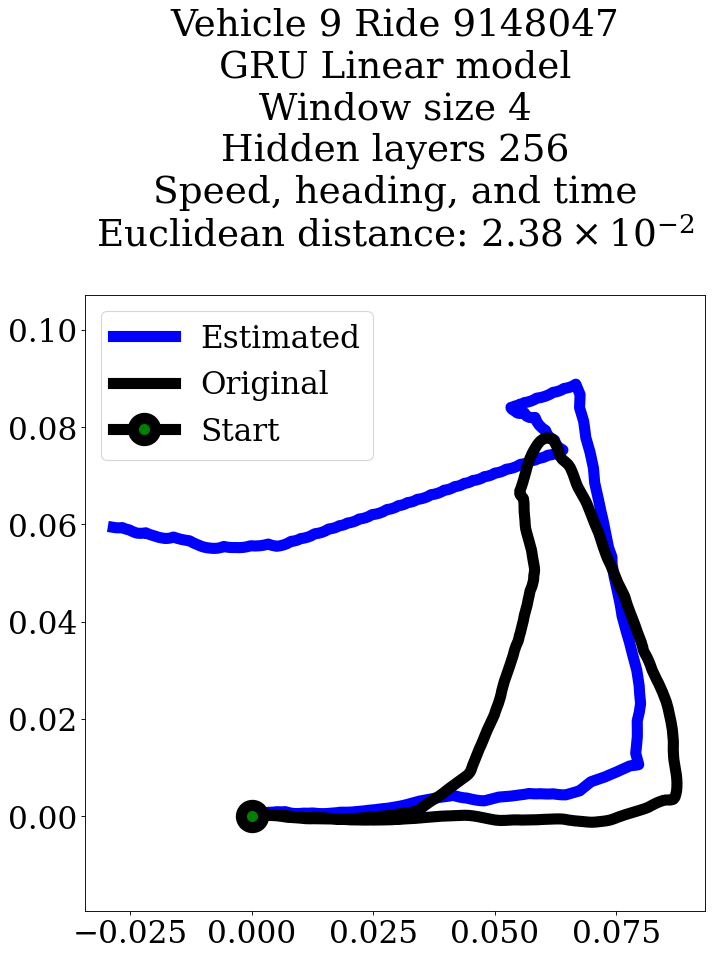 Vehicle 9 Ride 9148047
GRU Linear model
Window size 4
Hidden layers 256
Speed, heading, and time
Euclidean distance: 2.38 × 10⁻²
Estimated
Original
Start
0.10
0.08
0.06
0.04
0.02
0.00
−0.025 0.000 0.025 0.050 0.075